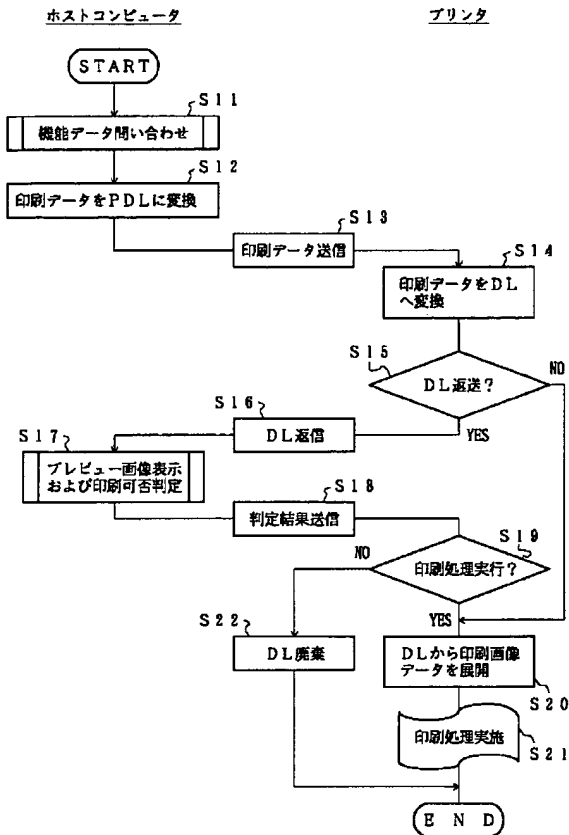 ホストコンピュータ
プリンタ
START
S11
機能データ問い合わせ
S12
印刷データをPDLに変換
S13
印刷データ送信
S14
印刷データをDL
へ変換
S15
DL返送?
NO
YES
S16
DL返信
S17
プレビュー画像表示
および印刷可否判定
S18
判定結果送信
S19
印刷処理実行?
NO
YES
S22
DL廃棄
DLから印刷画像
データを展開
S20
印刷処理実施
S21
E N D